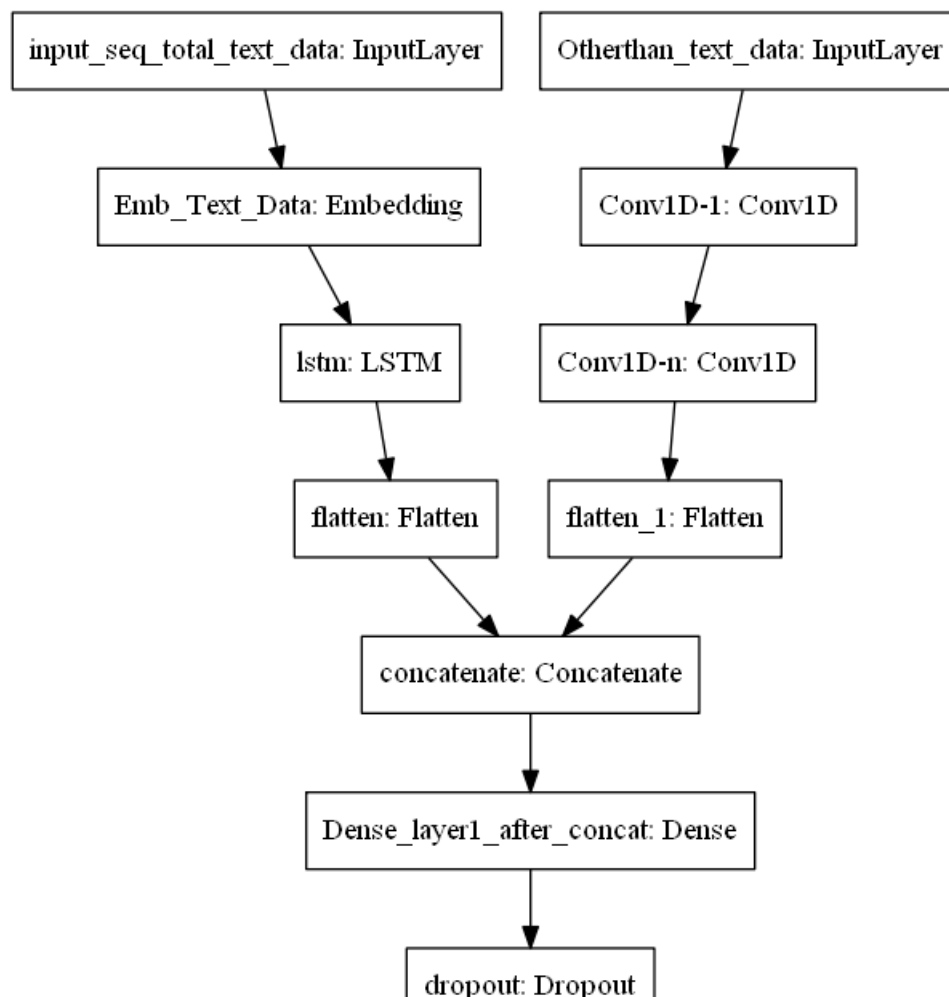 input_seq_total_text_data: InputLayer
Otherthan_text_data: InputLayer
Emb_Text_Data: Embedding
Conv1D-1: Conv1D
lstm: LSTM
Conv1D-n: Conv1D
flatten: Flatten
flatten_1: Flatten
concatenate: Concatenate
Dense_layer1_after_concat: Dense
dropout: Dropout